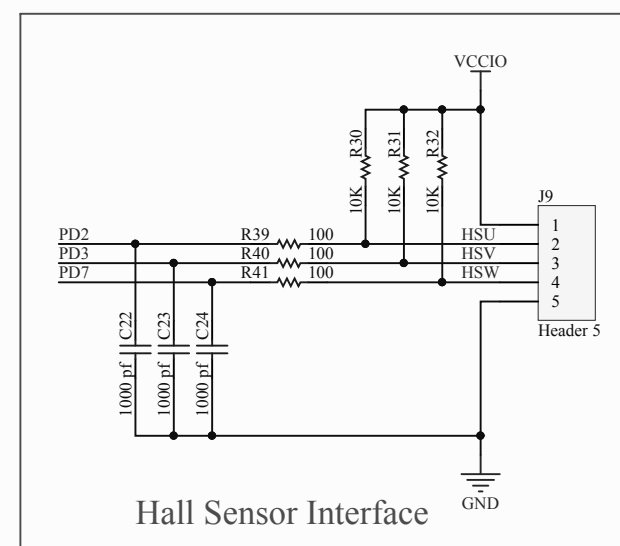 VCCIO
R30
R31
R32
10K
10K
10K
J9
PD2
R39
100
HSU
1
2
PD3
R40
100
HSV
3
PD7
R41
100
HSW
4
5
Header 5
C22
C23
C24
1000 pf
1000 pf
1000 pf
Hall Sensor Interface
GND